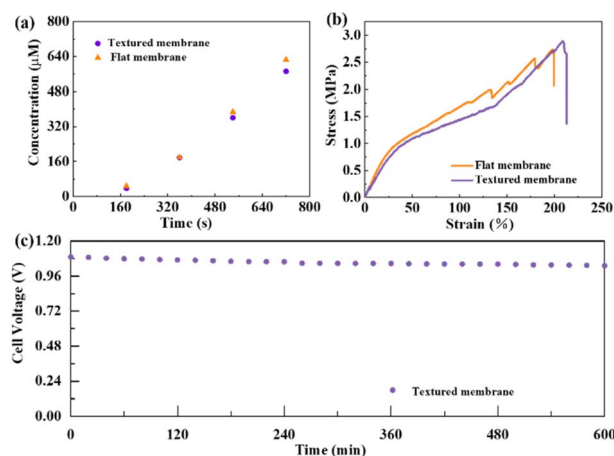 (a)
800
640
480
320
160
0
Concentration (μM)
Textured membrane
Flat membrane
0
160
320
480
640
800
Time (s)
(b)
3.0
2.5
2.0
1.5
1.0
0.5
0.0
Stress (MPa)
Flat membrane
Textured membrane
0
50
100
150
200
250
Strain (%)
(c)
1.20
0.96
0.72
0.48
0.24
0.00
Cell Voltage (V)
Textured membrane
0
120
240
360
480
600
Time (min)